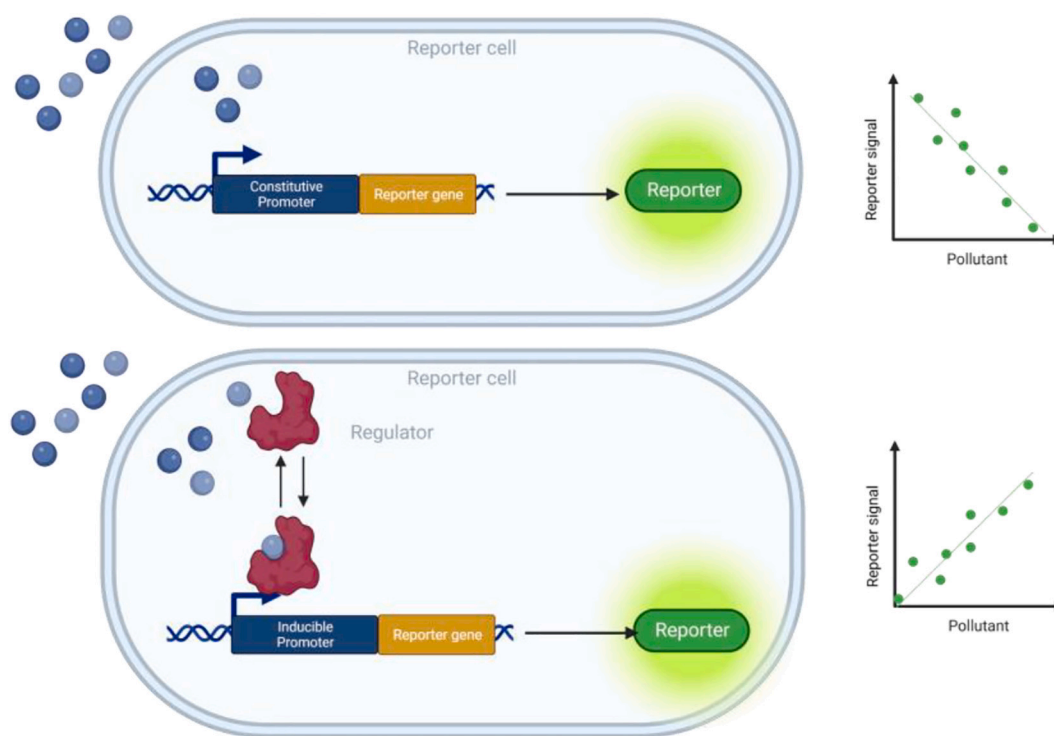 Reporter cell
Constitutive
Promoter
Reporter gene
Reporter
Reporter signal
Pollutant
Reporter cell
Regulator
Inducible
Promoter
Reporter gene
Reporter
Reporter signal
Pollutant